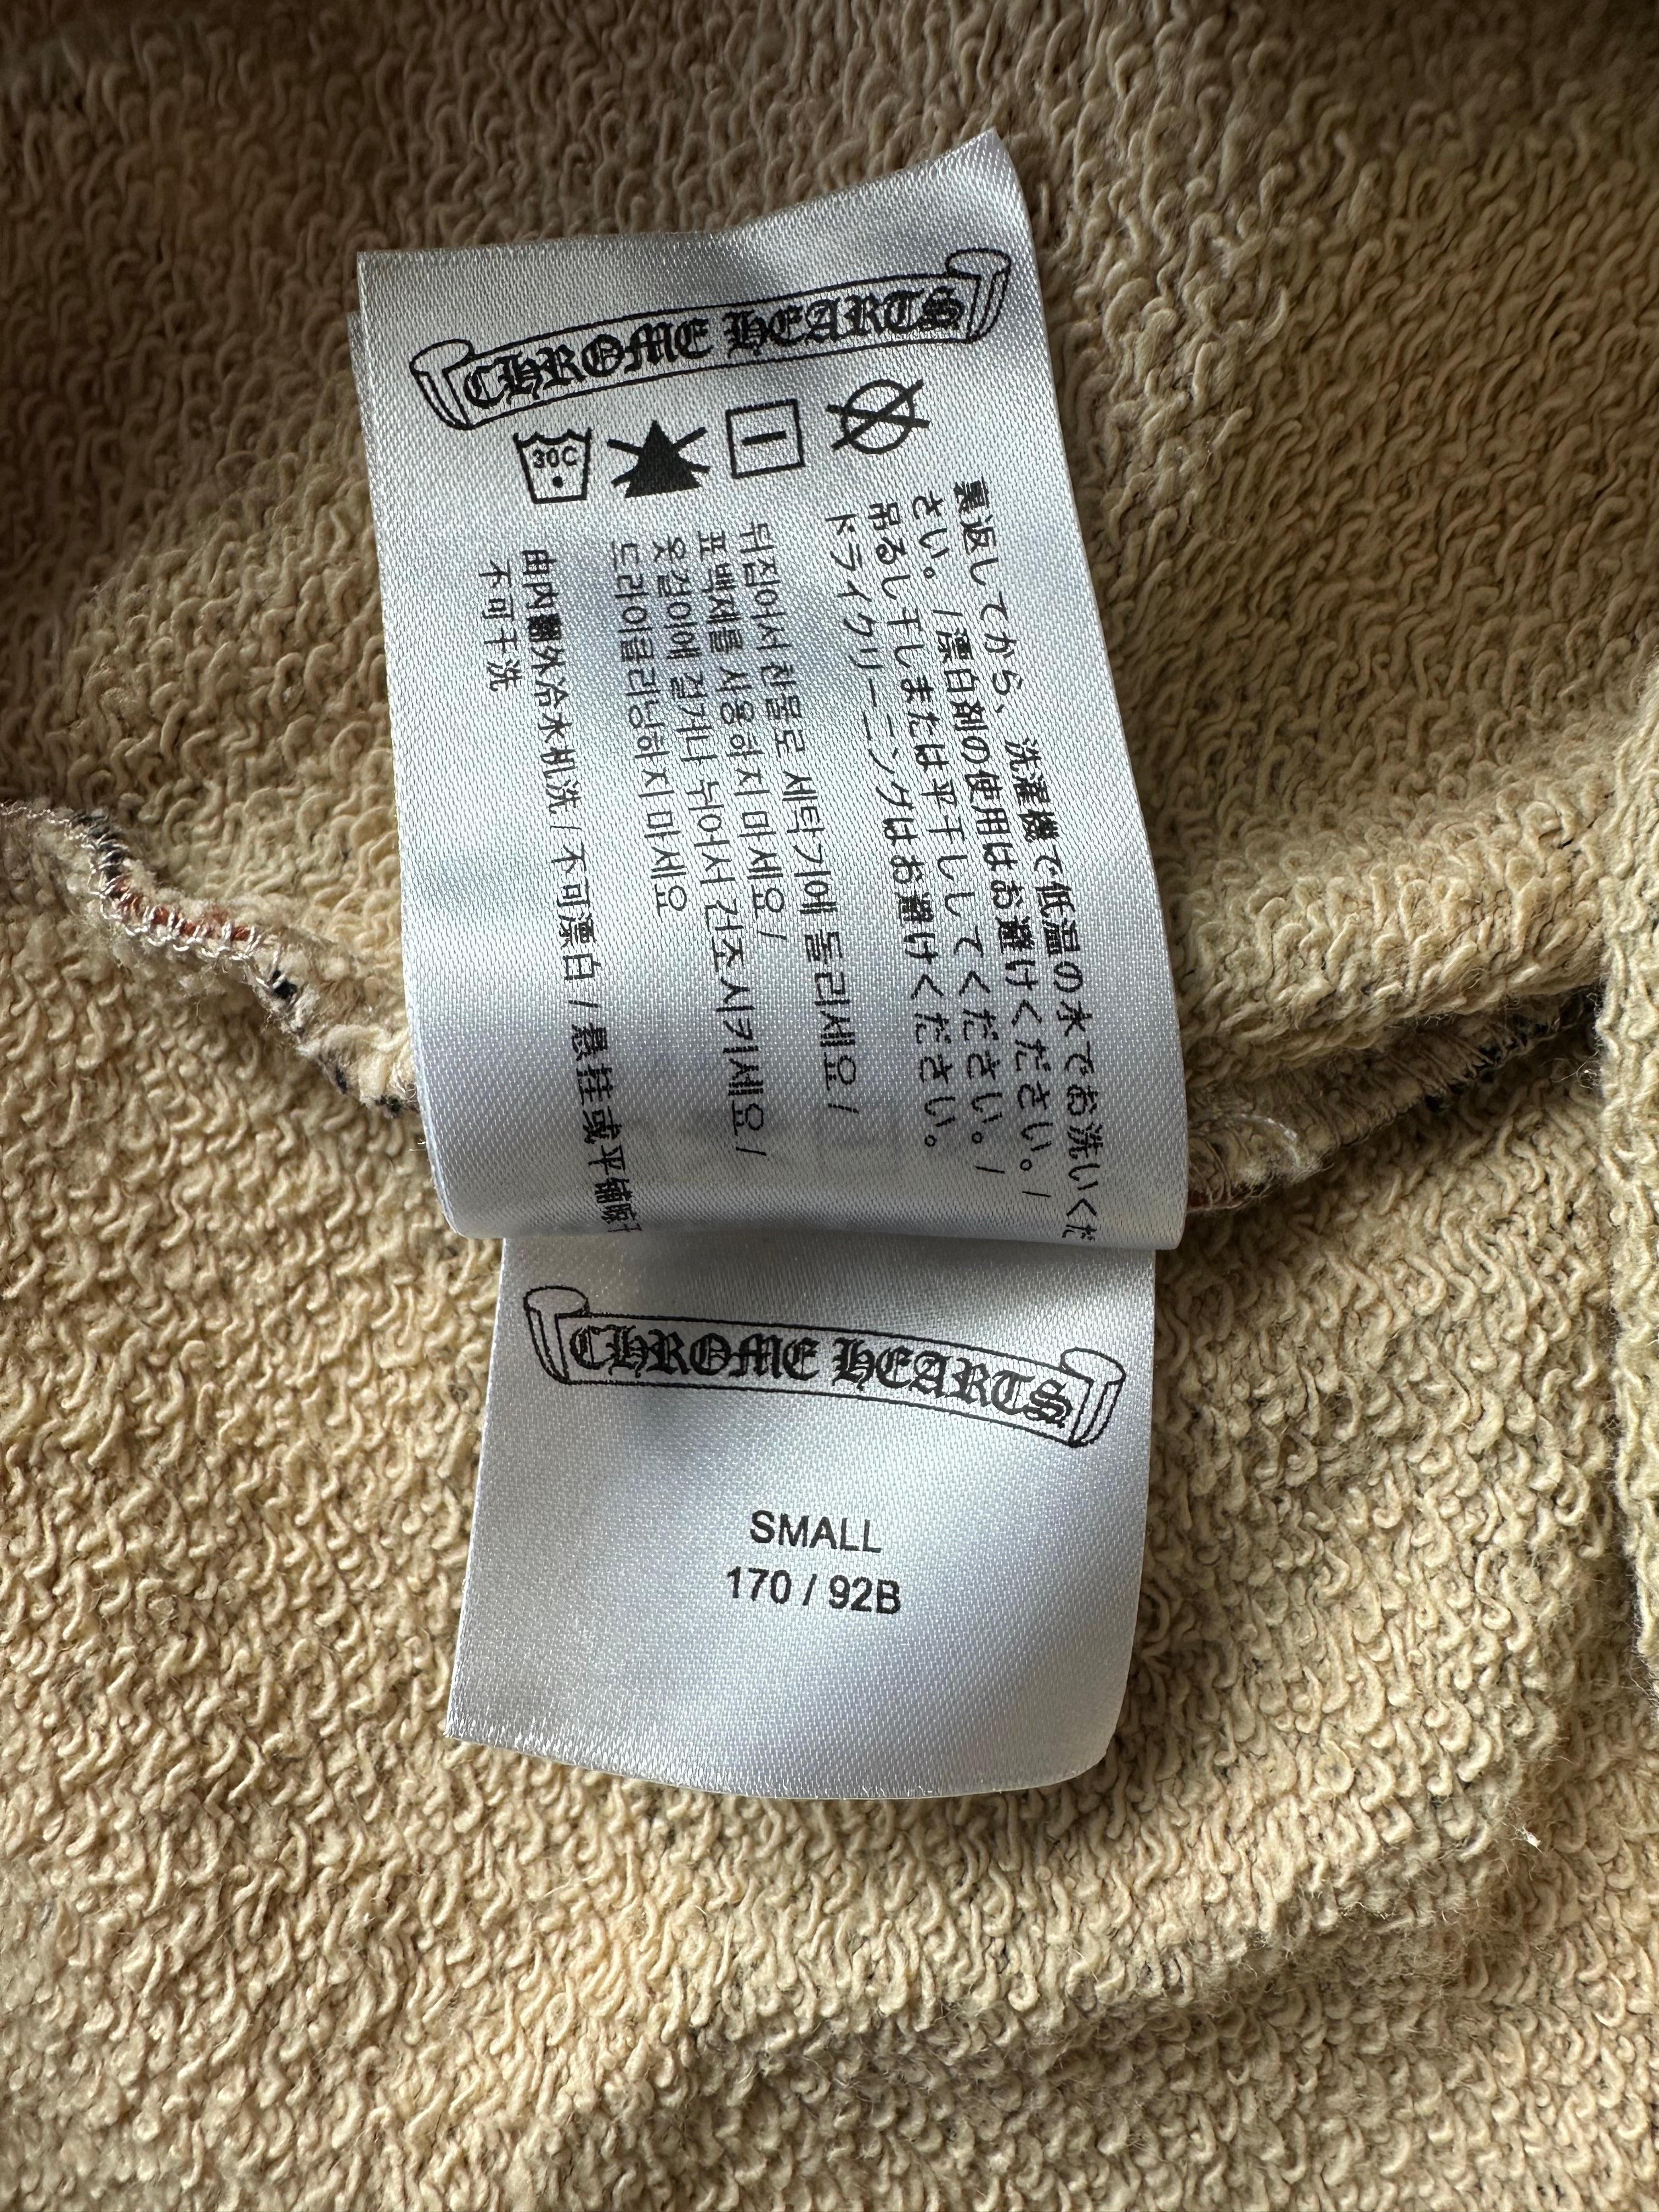 CHROME HEARTS
30C
裏返してから、洗濯機で低温の水でお洗いくだ
さい。/漂白剤の使用はお避けください。/
吊るし干しまたは平干ししてください。/
ドライクリーニングはお避けください。
뒤집어서 찬물로 세탁기에 돌리세요 /
표백제를 사용하지 마세요 /
옷걸이에 걸거나 뉘어서 건조시키세요 /
드라이클리닝하지 마세요
由内翻外冷水机洗 / 不可漂白 / 悬挂或平铺晾干
不可干洗
CHROME HEARTS
SMALL
170 / 92B